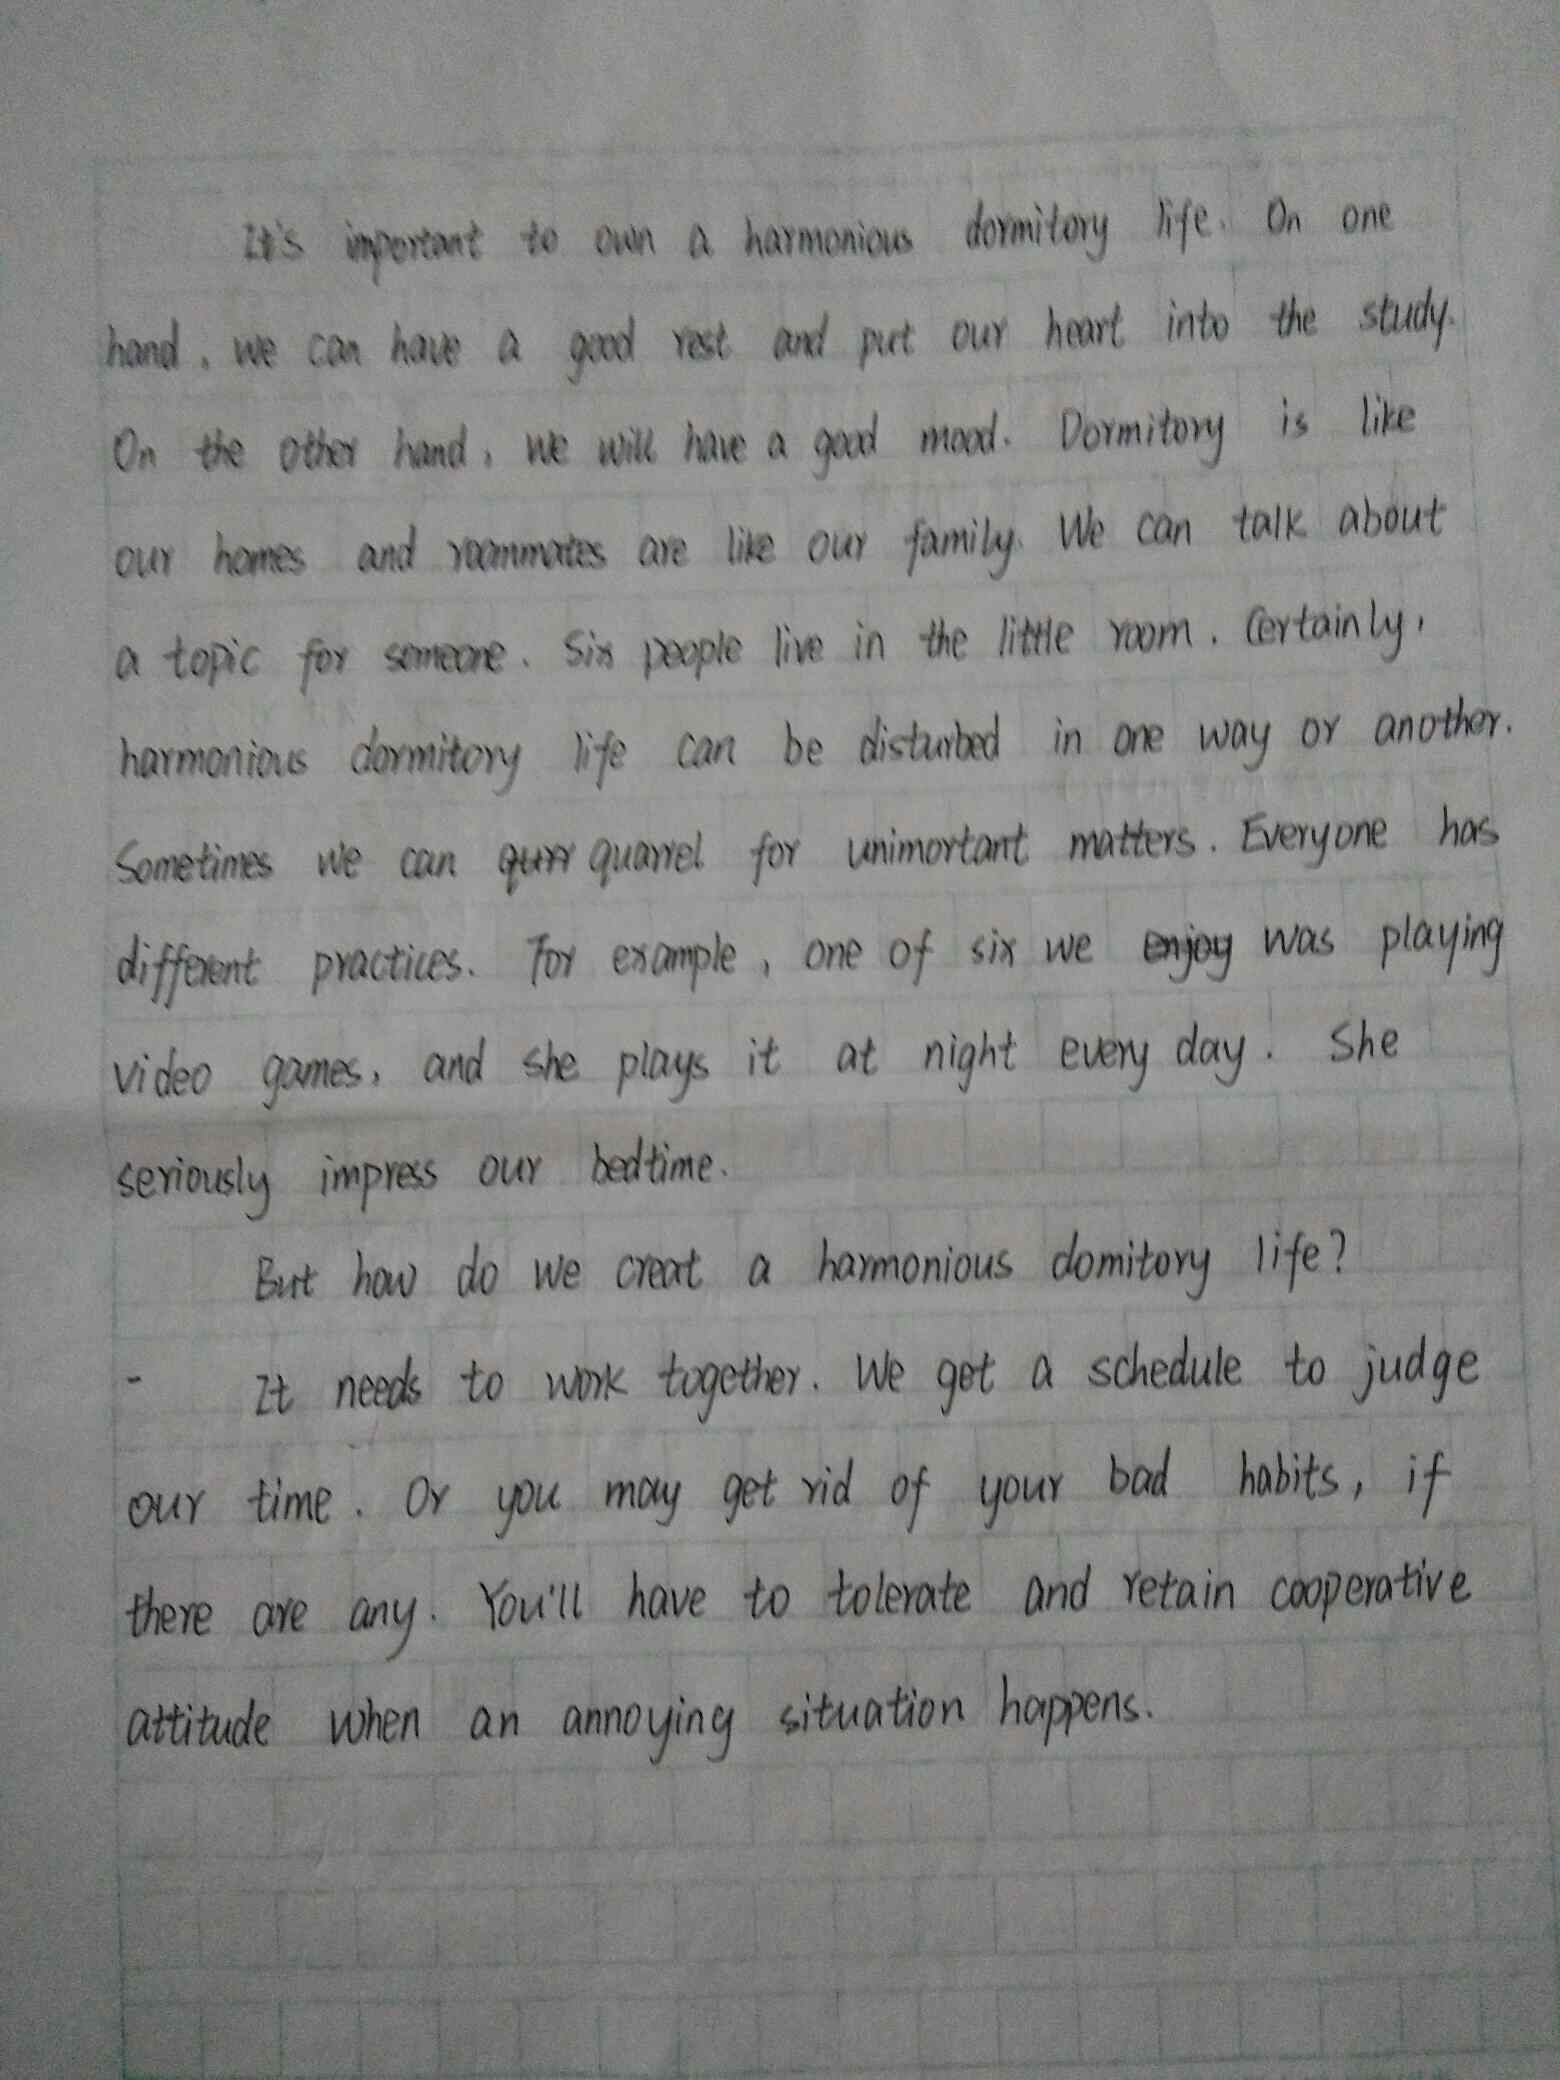 It's important to own a harmonious dormitory life. On one
hand, we can have a good rest and put our heart into the study.
On the other hand, we will have a good mood. Dormitory is like
our homes and roommates are like our family. We can talk about
a topic for someone. Six people live in the little room. Certainly,
harmonious dormitory life can be disturbed in one way or another.
Sometimes we can quarrel for unimortant matters. Everyone has
different practices. For example, one of six we enjoy was playing
video games, and she plays it at night every day. She
seriously impress our bedtime.
But how do we creat a harmonious domitory life?
- It needs to work together. We get a schedule to judge
our time. Or you may get rid of your bad habits, if
there are any. You'll have to tolerate and retain cooperative
attitude when an annoying situation happens.